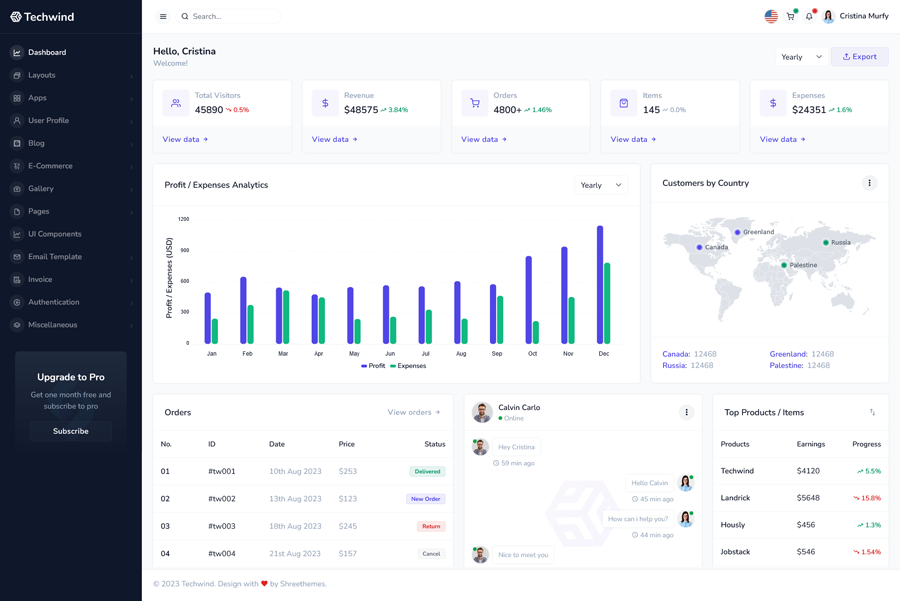 Techwind
Search...
Cristina Murfy
Dashboard
Layouts
Apps
User Profile
Blog
E-Commerce
Gallery
Pages
UI Components
Email Template
Invoice
Authentication
Miscellaneous
Upgrade to Pro
Get one month free and
subscribe to pro
Subscribe
Hello, Cristina
Welcome!
Yearly
Export
Total Visitors
45890 0.5%
View data
Revenue
$48575 3.84%
View data
Orders
4800+ 1.46%
View data
Items
145 0.0%
View data
Expenses
$24351 1.6%
View data
Profit / Expenses Analytics
Yearly
Profit / Expenses (USD)
1200
900
600
300
0
Jan Feb Mar Apr May Jun Jul Aug Sep Oct Nov Dec
Profit Expenses
Customers by Country
Greenland
Canada
Russia
Palestine
Canada: 12468 Greenland: 12468
Russia: 12468 Palestine: 12468
Orders View orders
No. ID Date Price Status
01 #tw001 10th Aug 2023 $253 Delivered
02 #tw002 13th Aug 2023 $123 New Order
03 #tw003 18th Aug 2023 $245 Return
04 #tw004 21st Aug 2023 $157 Cancel
Calvin Carlo
Online
Hey Cristina
59 min ago
Hello Calvin
45 min ago
How can i help you?
44 min ago
Nice to meet you
Top Products / Items
Products Earnings Progress
Techwind $4120 5.5%
Landrick $5648 15.8%
Hously $456 1.3%
Jobstack $546 1.54%
© 2023 Techwind. Design with ❤ by Shreethemes.